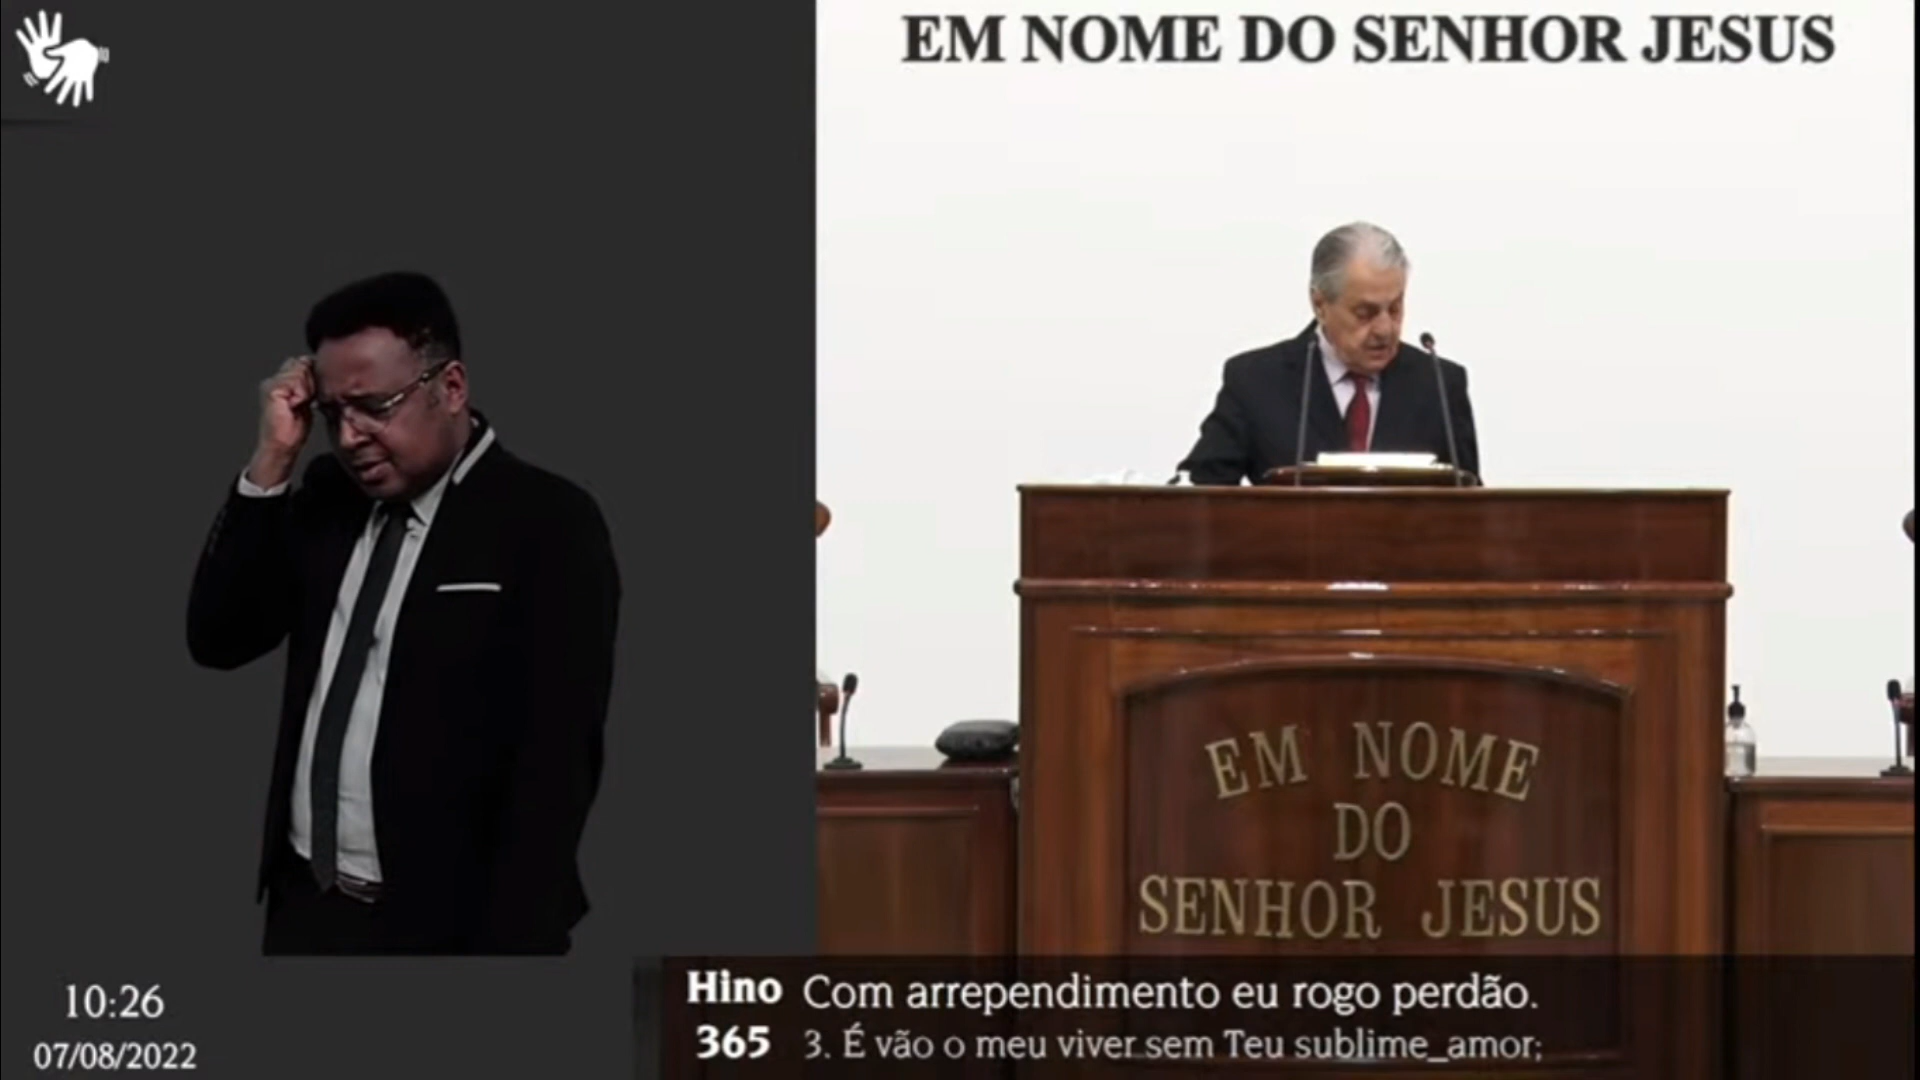 EM NOME DO SENHOR JESUS
EM NOME
DO
SENHOR JESUS
Hino Com arrependimento eu rogo perdão.
365 3. É vão o meu viver sem Teu sublime_amor;
10:26
07/08/2022